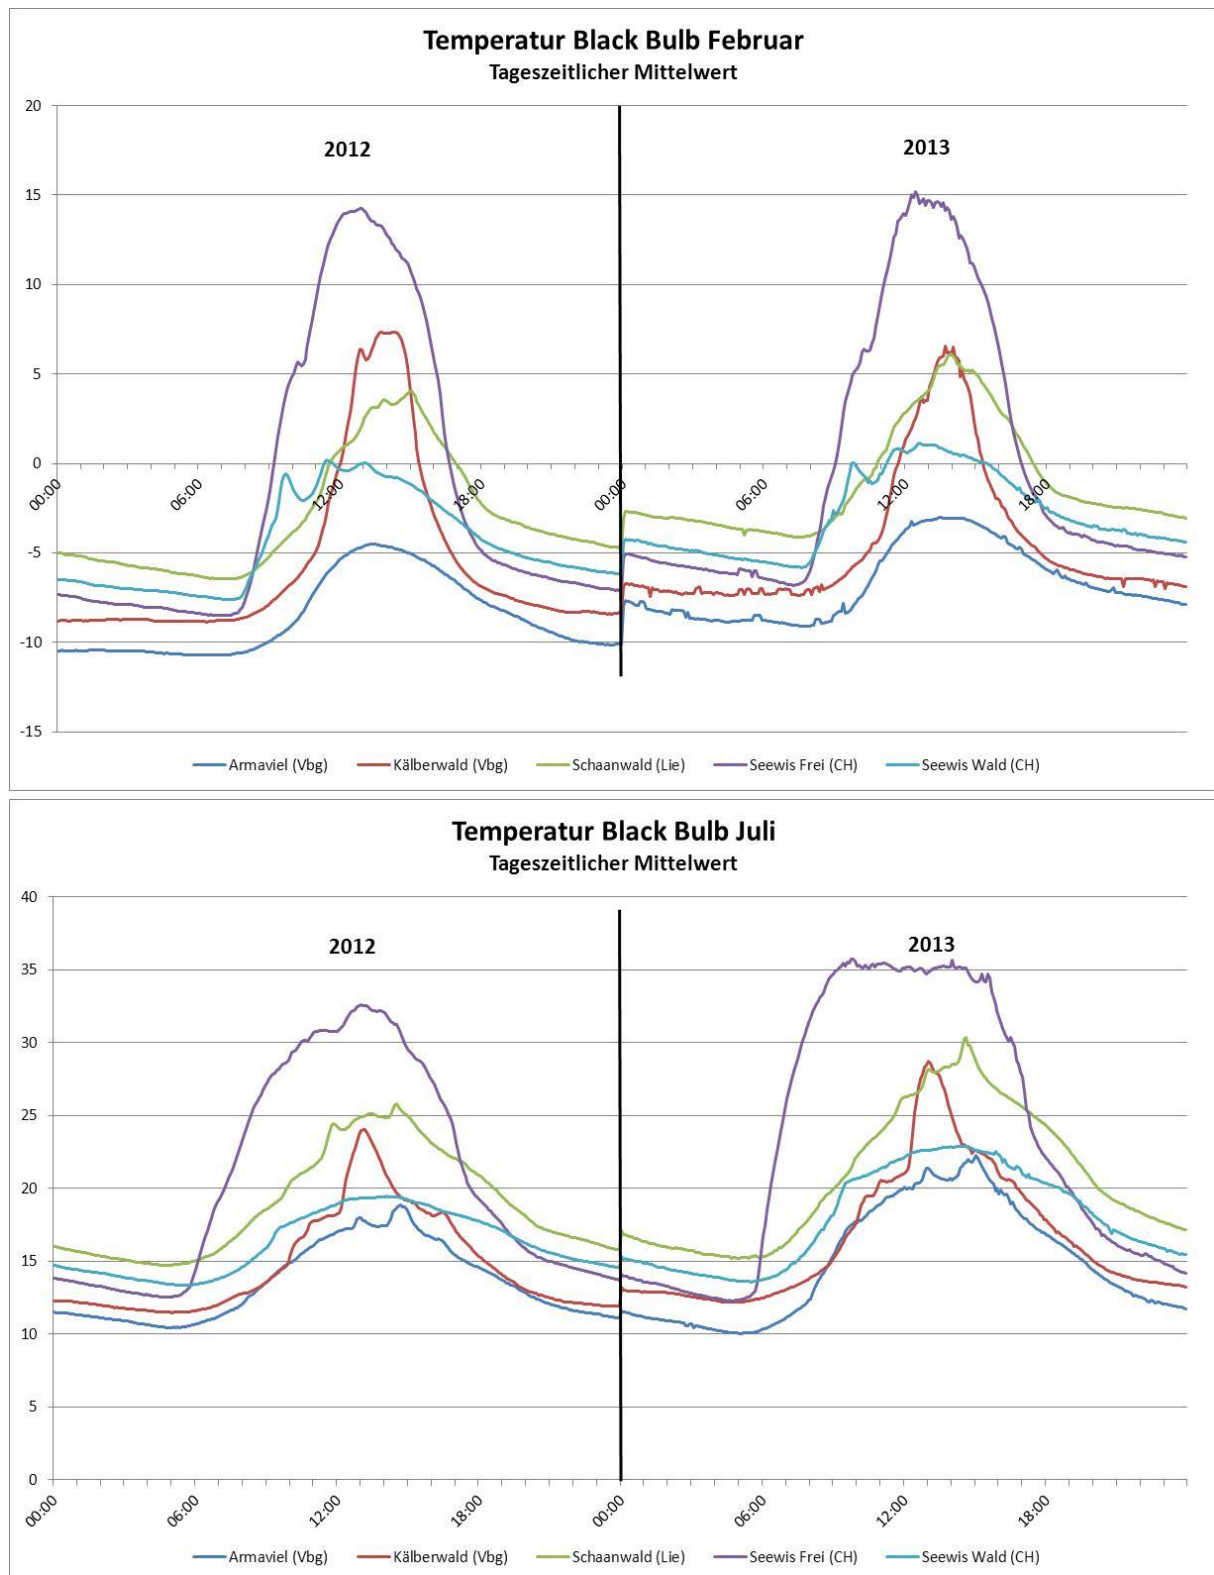 Temperatur Black Bulb Februar
Tageszeitlicher Mittelwert
20
15
10
5
0
-5
-10
-15
2012
2013
00:00
06:00
12:00
18:00
00:00
06:00
12:00
18:00
Armaviel (Vbg)
Kälberwald (Vbg)
Schaanwald (Lie)
Seewis Frei (CH)
Seewis Wald (CH)
Temperatur Black Bulb Juli
Tageszeitlicher Mittelwert
40
35
30
25
20
15
10
5
0
2012
2013
00:00
06:00
12:00
18:00
00:00
06:00
12:00
18:00
Armaviel (Vbg)
Kälberwald (Vbg)
Schaanwald (Lie)
Seewis Frei (CH)
Seewis Wald (CH)